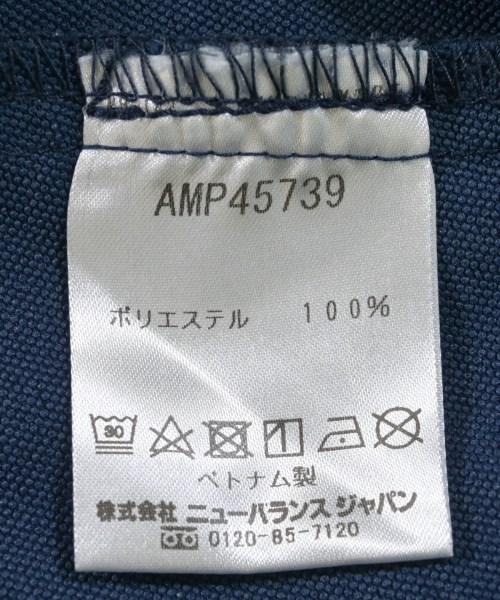 AMP45739
ポリエステル 100%
30
ベトナム製
株式会社 ニューバランス ジャパン
0120-85-7120